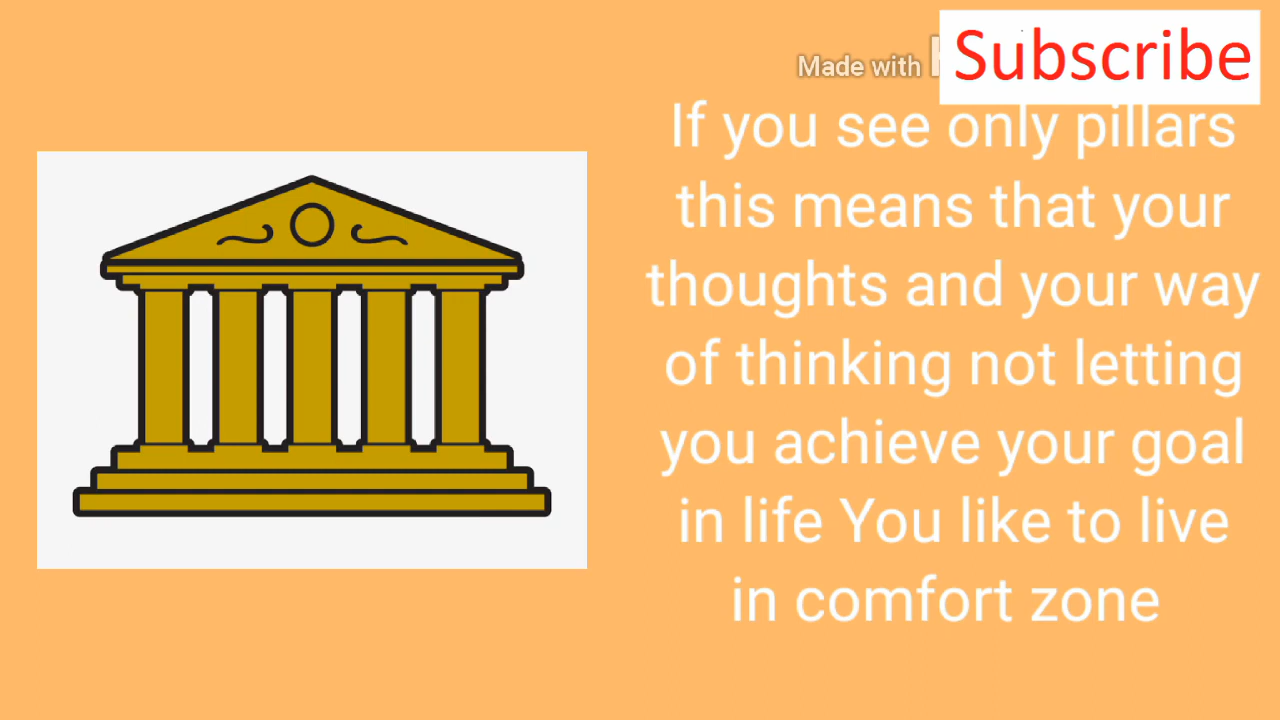 Subscribe
Made with
If you see only pillars
this means that your
thoughts and your way
of thinking not letting
you achieve your goal
in life You like to live
in comfort zone